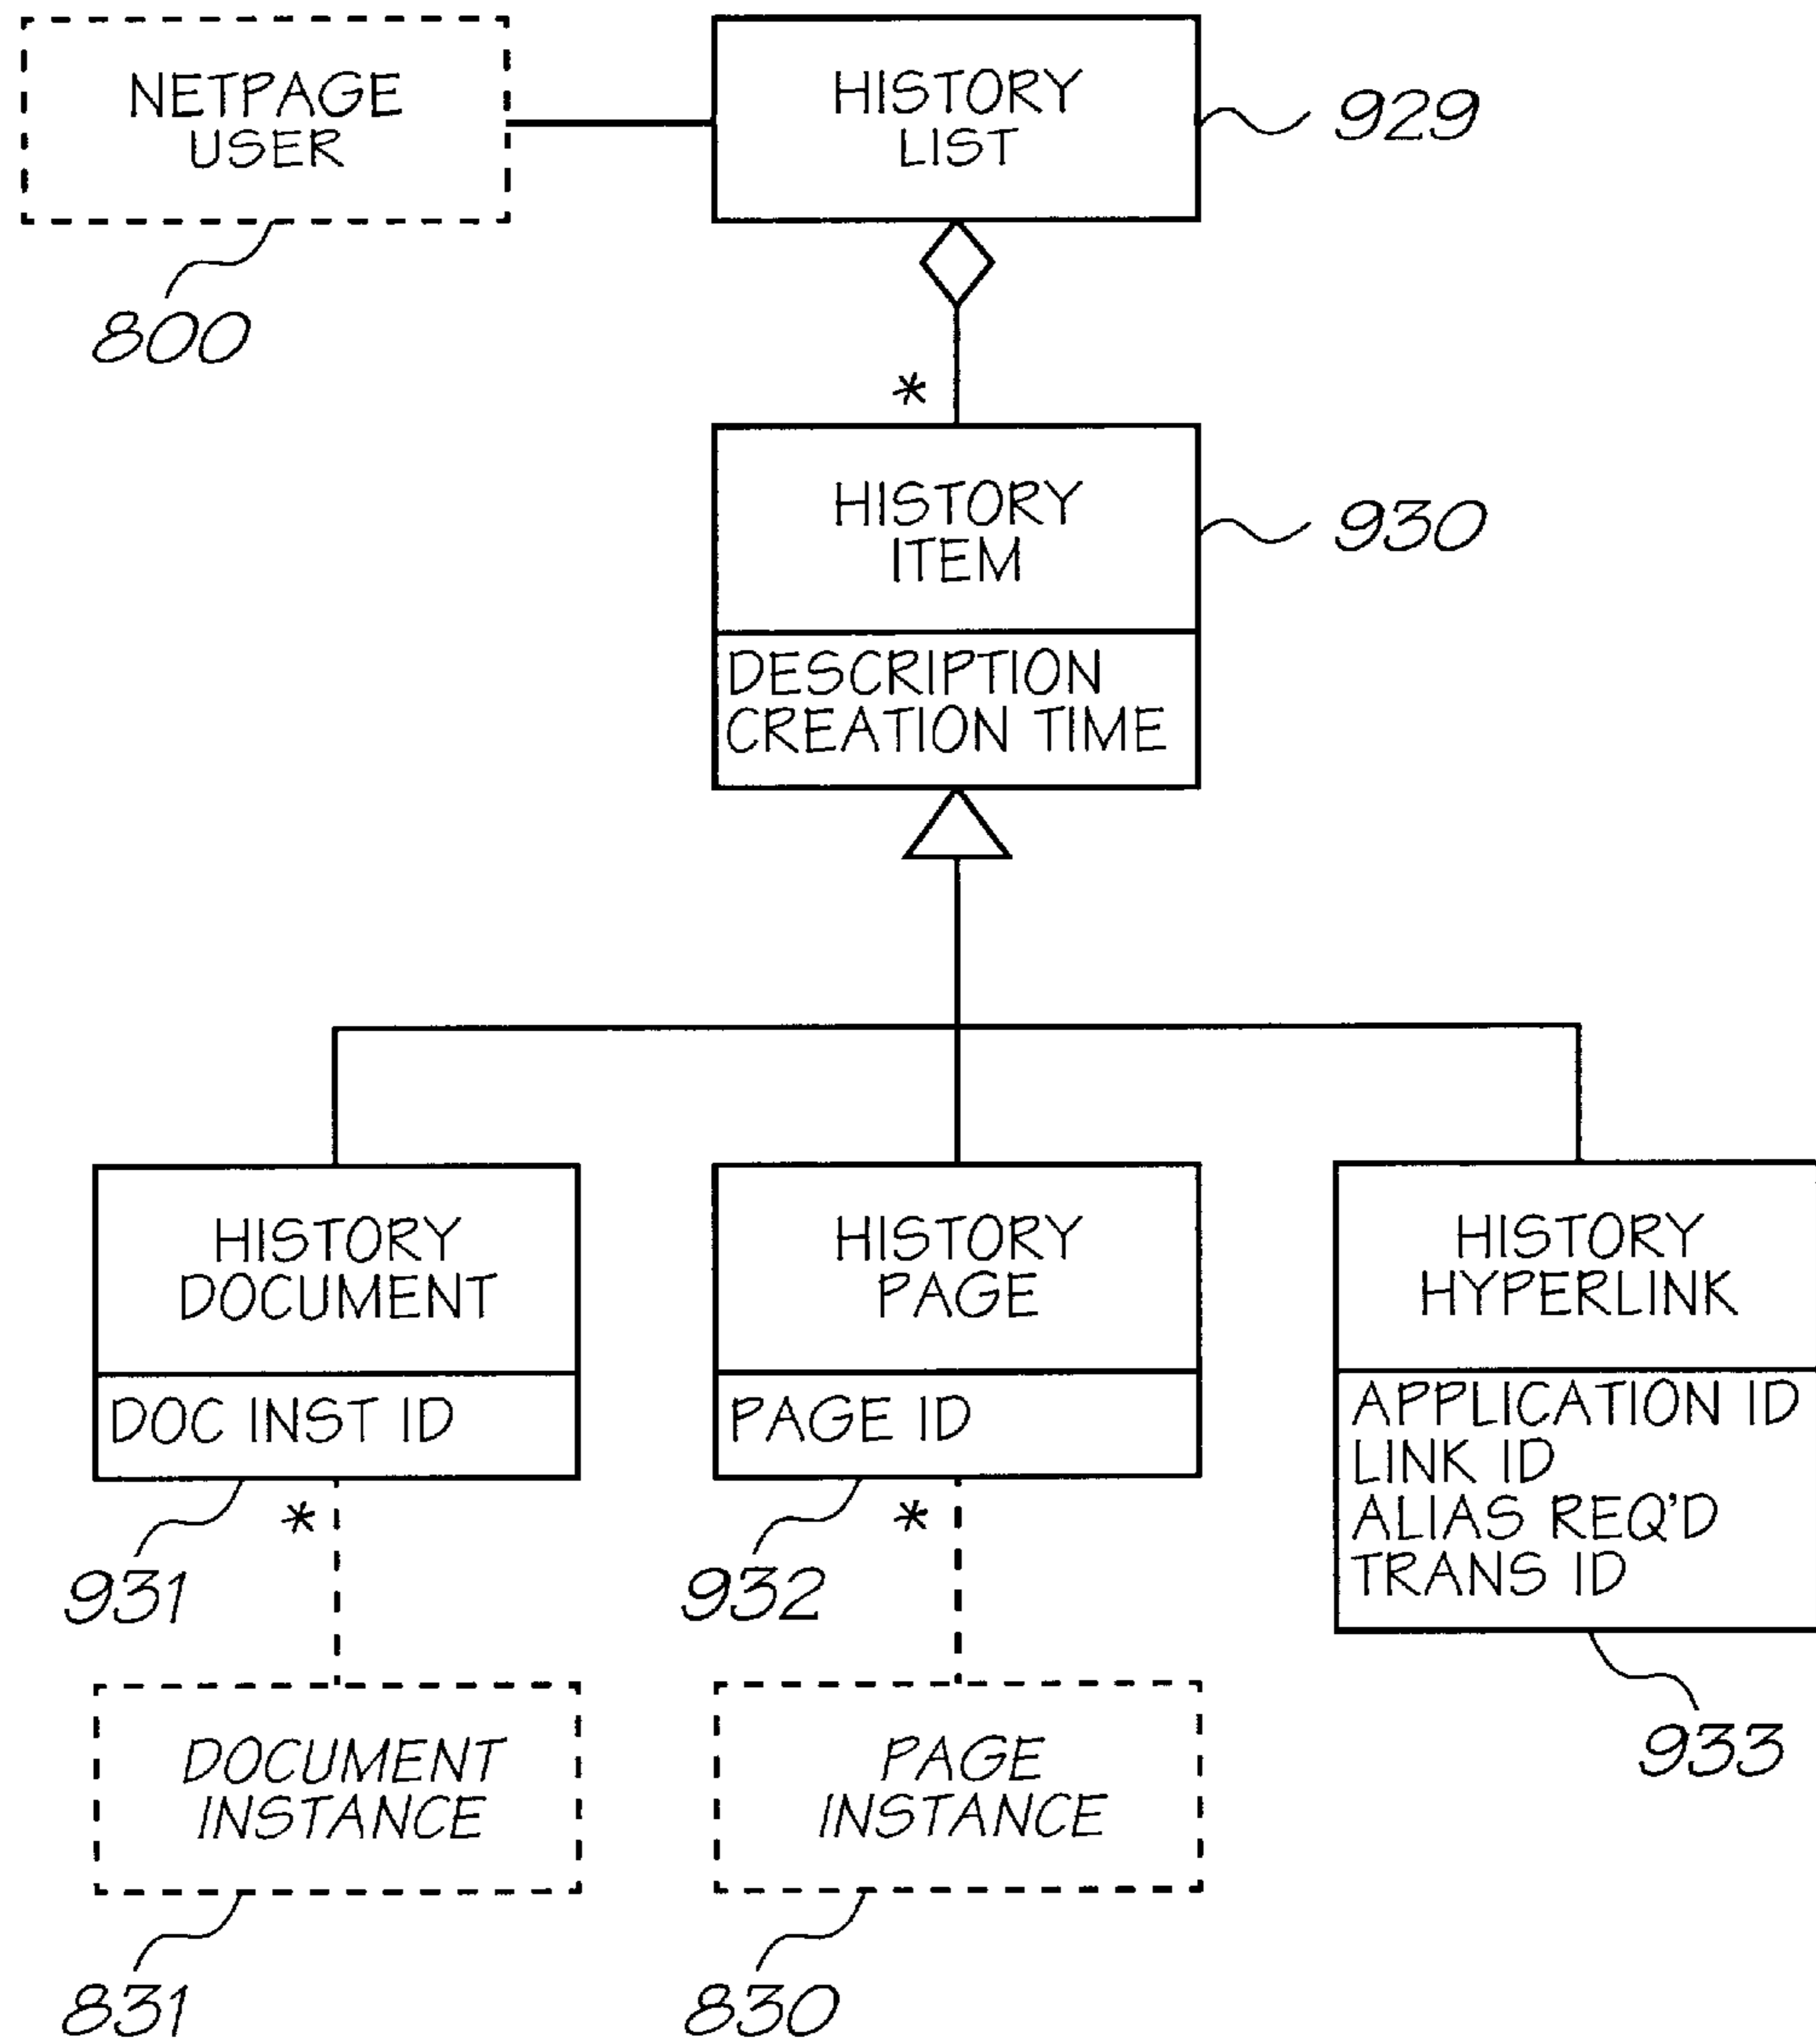 NETPAGE
USER
800
HISTORY
LIST
929
*
HISTORY
ITEM
930
DESCRIPTION
CREATION TIME
HISTORY
DOCUMENT
DOC INST ID
*
931
HISTORY
PAGE
PAGE ID
*
932
HISTORY
HYPERLINK
APPLICATION ID
LINK ID
ALIAS REQ'D
TRANS ID
933
DOCUMENT
INSTANCE
831
PAGE
INSTANCE
830